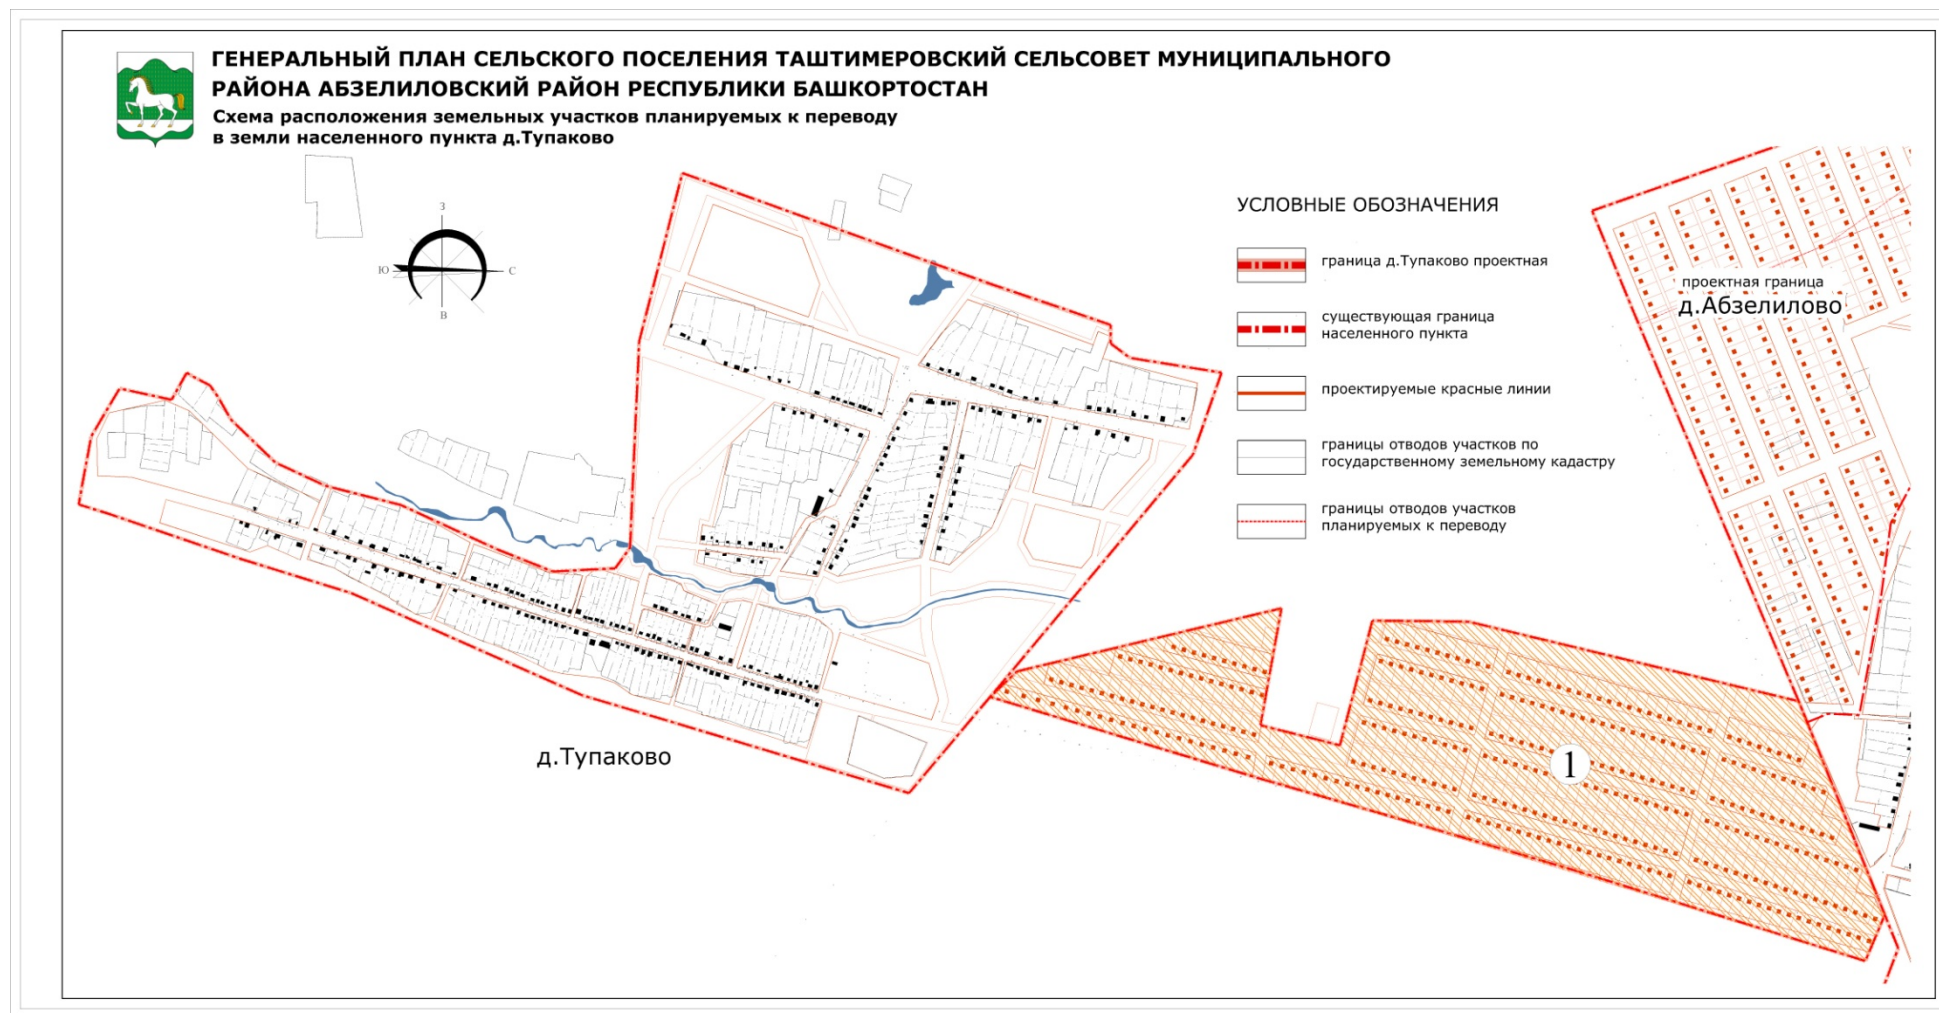 ГЕНЕРАЛЬНЫЙ ПЛАН СЕЛЬСКОГО ПОСЕЛЕНИЯ ТАШТИМЕРОВСКИЙ СЕЛЬСОВЕТ МУНИЦИПАЛЬНОГО
РАЙОНА АБЗЕЛИЛОВСКИЙ РАЙОН РЕСПУБЛИКИ БАШКОРТОСТАН
Схема расположения земельных участков планируемых к переводу
в земли населенного пункта д.Тупаково
З
Ю
С
В
УСЛОВНЫЕ ОБОЗНАЧЕНИЯ
граница д.Тупаково проектная
существующая граница
населенного пункта
проектируемые красные линии
границы отводов участков по
государственному земельному кадастру
границы отводов участков
планируемых к переводу
проектная граница
д.Абзелилово
д.Тупаково
1